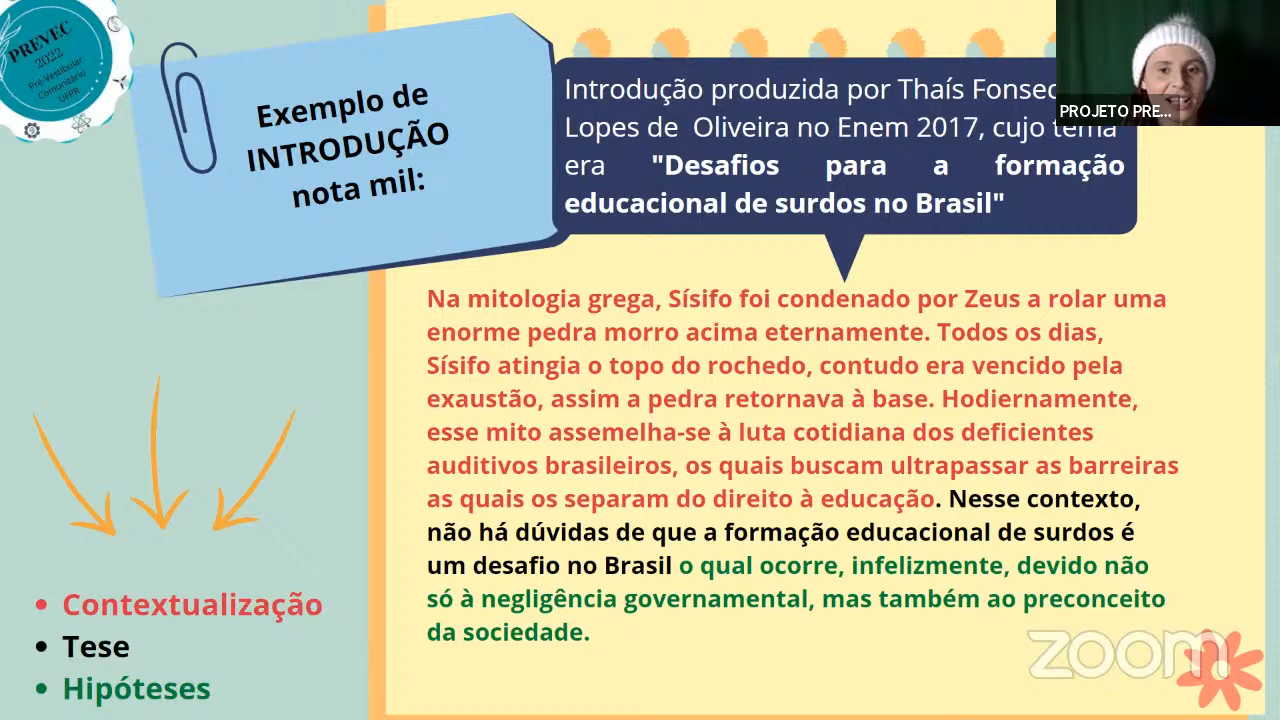 PREVEC
2022
Pré-Vestibular
Comunitário
UFPR
Exemplo de
INTRODUÇÃO
nota mil:
Introdução produzida por Thaís Fonsec
Lopes de Oliveira no Enem 2017, cujo tema
era "Desafios para a formação
educacional de surdos no Brasil"
PROJETO PRE...
Na mitologia grega, Sísifo foi condenado por Zeus a rolar uma
enorme pedra morro acima eternamente. Todos os dias,
Sísifo atingia o topo do rochedo, contudo era vencido pela
exaustão, assim a pedra retornava à base. Hodiernamente,
esse mito assemelha-se à luta cotidiana dos deficientes
auditivos brasileiros, os quais buscam ultrapassar as barreiras
as quais os separam do direito à educação. Nesse contexto,
não há dúvidas de que a formação educacional de surdos é
um desafio no Brasil o qual ocorre, infelizmente, devido não
só à negligência governamental, mas também ao preconceito
da sociedade.
• Contextualização
• Tese
• Hipóteses
zoom